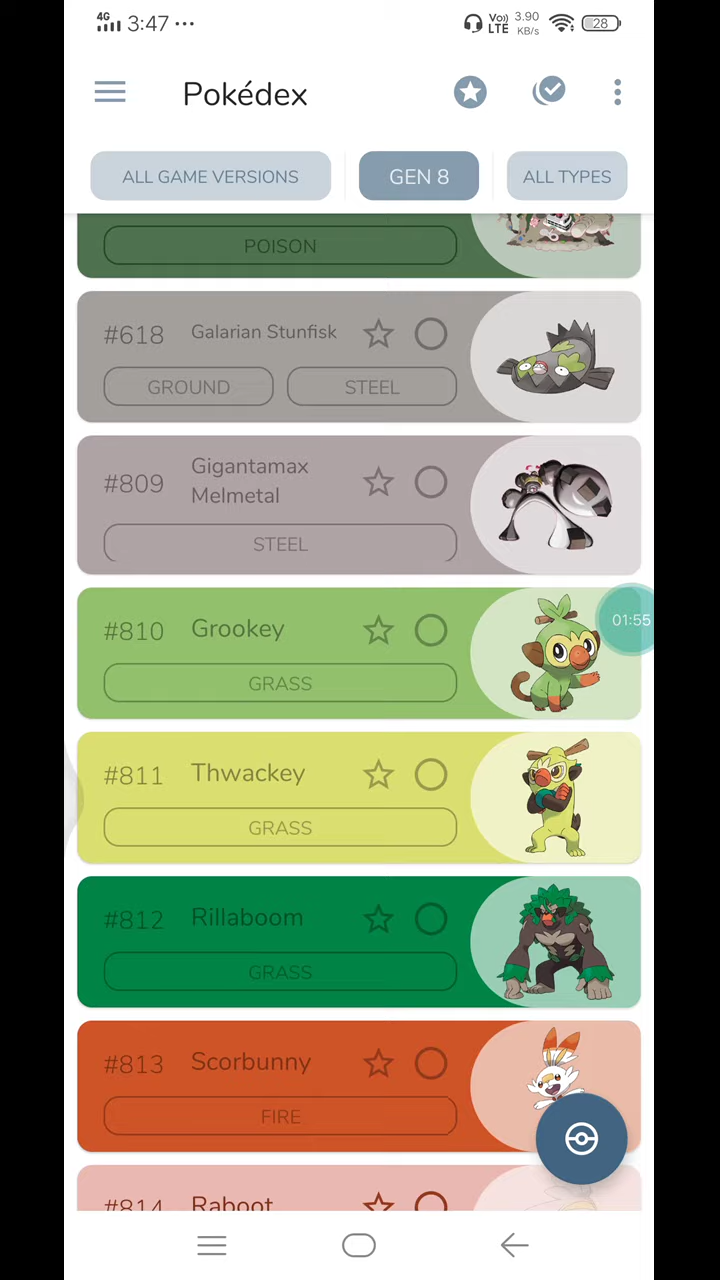 4G 3:47 ••• Vo)) LTE 3.90 KB/s 28
Pokédex
ALL GAME VERSIONS GEN 8 ALL TYPES
POISON
#618 Galarian Stunfisk
GROUND STEEL
#809 Gigantamax
Melmetal
STEEL
#810 Grookey
01:55
GRASS
#811 Thwackey
GRASS
#812 Rillaboom
GRASS
#813 Scorbunny
FIRE
#814 Raboot